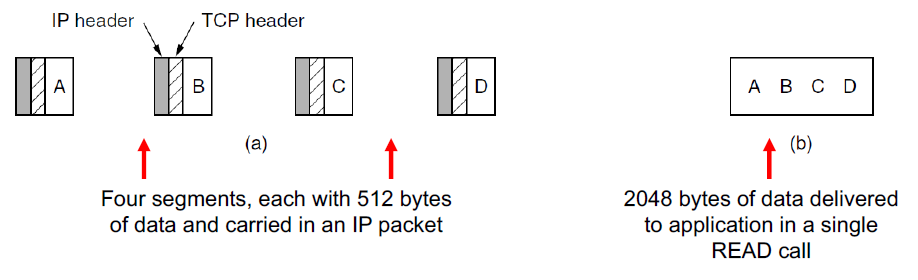 IP header
TCP header
A
B
C
D
A B C D
(a)
(b)
Four segments, each with 512 bytes
of data and carried in an IP packet
2048 bytes of data delivered
to application in a single
READ call